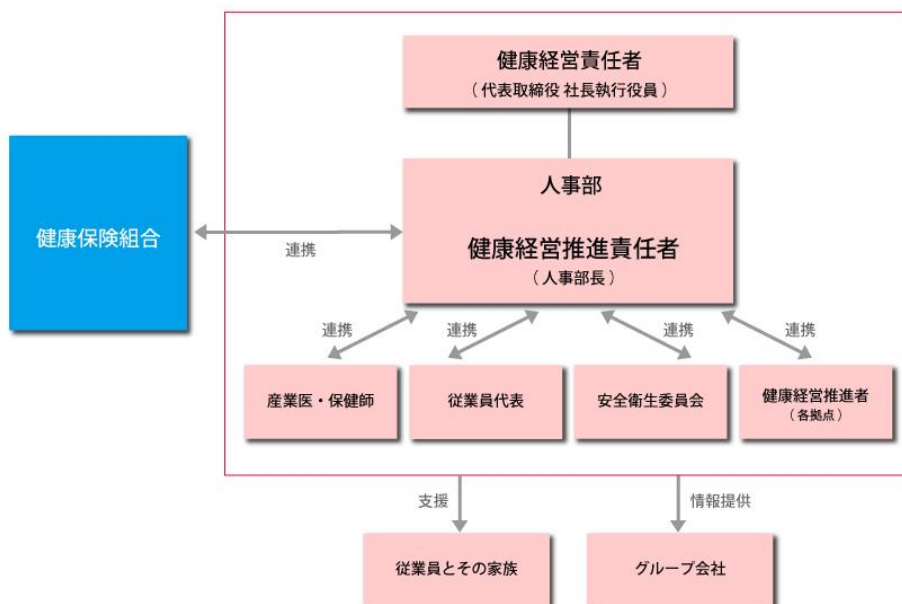 健康経営責任者
（代表取締役 社長執行役員）
人事部
健康保険組合
連携
健康経営推進責任者
（人事部長）
連携
連携
連携
連携
産業医・保健師
従業員代表
安全衛生委員会
健康経営推進者
（各拠点）
支援
情報提供
従業員とその家族
グループ会社